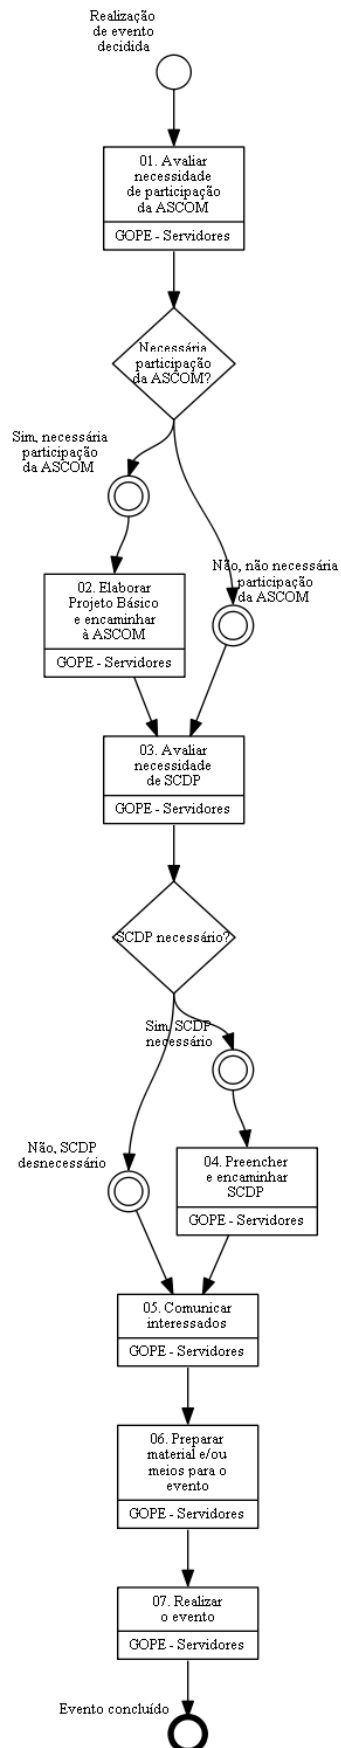 Realização
de evento
decidida
01. Avaliar
necessidade
de participação
da ASCOM
GOPE - Servidores
Necessária
participação
da ASCOM?
Sim, necessária
participação
da ASCOM
Não, não necessária
participação
da ASCOM
02. Elaborar
Projeto Básico
e encaminhar
à ASCOM
GOPE - Servidores
03. Avaliar
necessidade
de SCDP
GOPE - Servidores
SCDP necessário?
Sim, SCDP
necessário
Não, SCDP
desnecessário
04. Preencher
e encaminhar
SCDP
GOPE - Servidores
05. Comunicar
interessados
GOPE - Servidores
06. Preparar
material e/ou
meios para o
evento
GOPE - Servidores
07. Realizar
o evento
GOPE - Servidores
Evento concluído